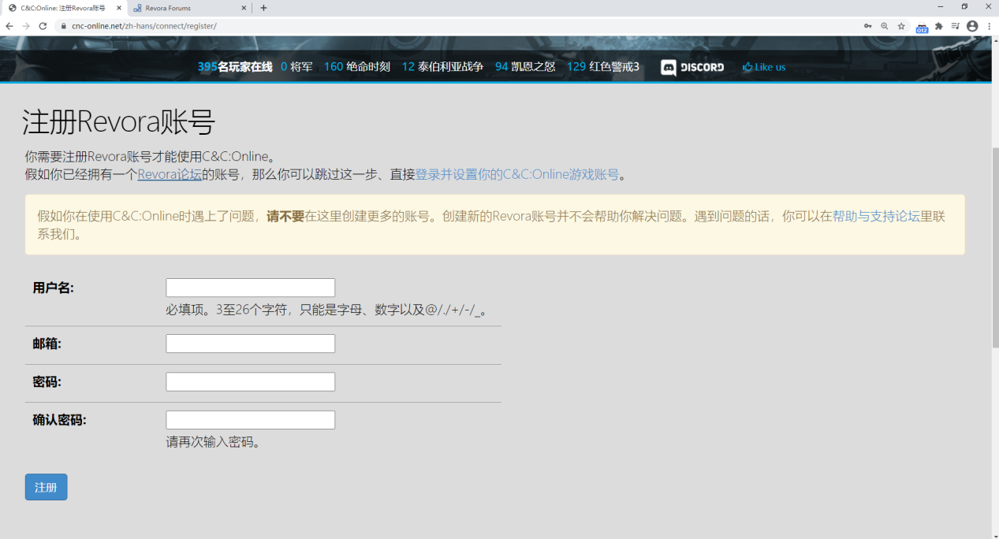 C&C:Online: 注册Revora账号
Revora Forums
cnc-online.net/zh-hans/connect/register/
012
395名玩家在线 0 将军 160 绝命时刻 12 泰伯利亚战争 94 凯恩之怒 129 红色警戒3 DISCORD Like us
注册Revora账号
你需要注册Revora账号才能使用C&C:Online。
假如你已经拥有一个Revora论坛的账号，那么你可以跳过这一步、直接登录并设置你的C&C:Online游戏账号。
假如你在使用C&C:Online时遇上了问题，请不要在这里创建更多的账号。创建新的Revora账号并不会帮助你解决问题。遇到问题的话，你可以在帮助与支持论坛里联
系我们。
用户名:
必填项。3至26个字符，只能是字母、数字以及@/./+/-/_。
邮箱:
密码:
确认密码:
请再次输入密码。
注册